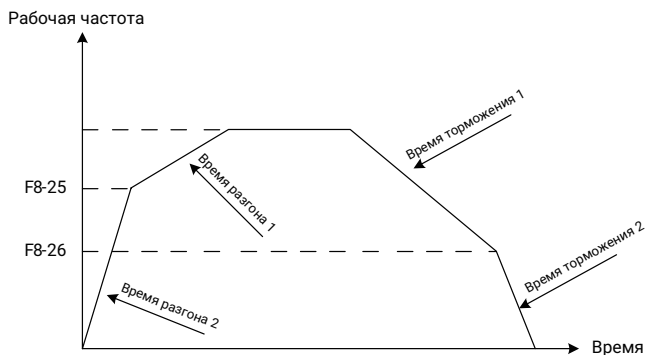 Рабочая частота
Время торможения 1
F8-25
Время разгона 1
F8-26
Время торможения 2
Время разгона 2
Время